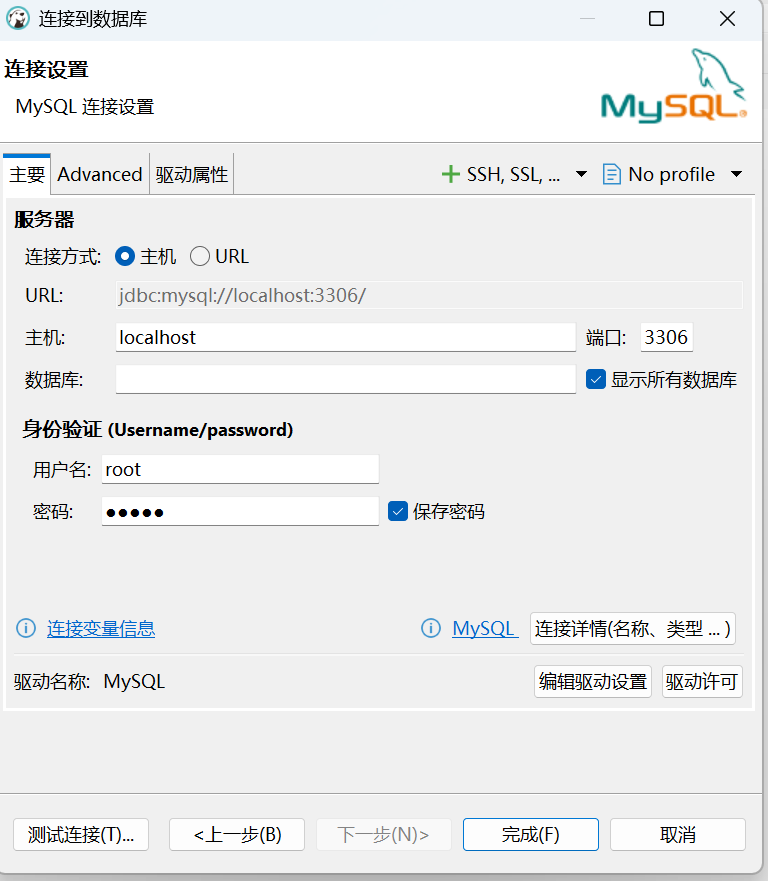 连接到数据库
连接设置
MySQL 连接设置
MySQL®
主要 Advanced 驱动属性 SSH, SSL, ... No profile
服务器
连接方式: 主机 URL
URL: jdbc:mysql://localhost:3306/
主机: localhost 端口: 3306
数据库: 显示所有数据库
身份验证 (Username/password)
用户名: root
密码: ●●●●● 保存密码
连接变量信息 MySQL 连接详情(名称、类型 ... )
驱动名称: MySQL 编辑驱动设置 驱动许可
测试连接(T)... <上一步(B) 下一步(N)> 完成(F) 取消